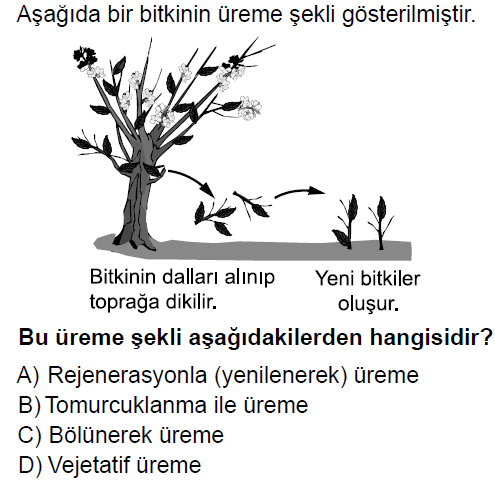 Aşağıda bir bitkinin üreme şekli gösterilmiştir.
Bitkinin dalları alınıp
toprağa dikilir.
Yeni bitkiler
oluşur.
Bu üreme şekli aşağıdakilerden hangisidir?
A) Rejenerasyonla (yenilenerek) üreme
B) Tomurcuklanma ile üreme
C) Bölünerek üreme
D) Vejetatif üreme